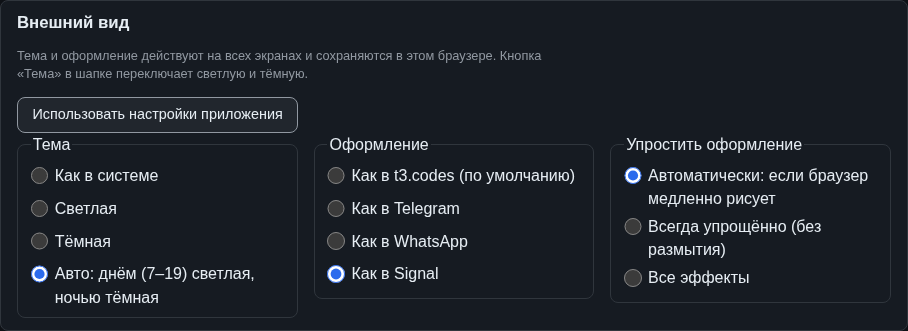 Внешний вид
Тема и оформление действуют на всех экранах и сохраняются в этом браузере. Кнопка
«Тема» в шапке переключает светлую и тёмную.
Использовать настройки приложения
Тема
Как в системе
Светлая
Тёмная
Авто: днём (7–19) светлая,
ночью тёмная
Оформление
Как в t3.codes (по умолчанию)
Как в Telegram
Как в WhatsApp
Как в Signal
Упростить оформление
Автоматически: если браузер
медленно рисует
Всегда упрощённо (без
размытия)
Все эффекты